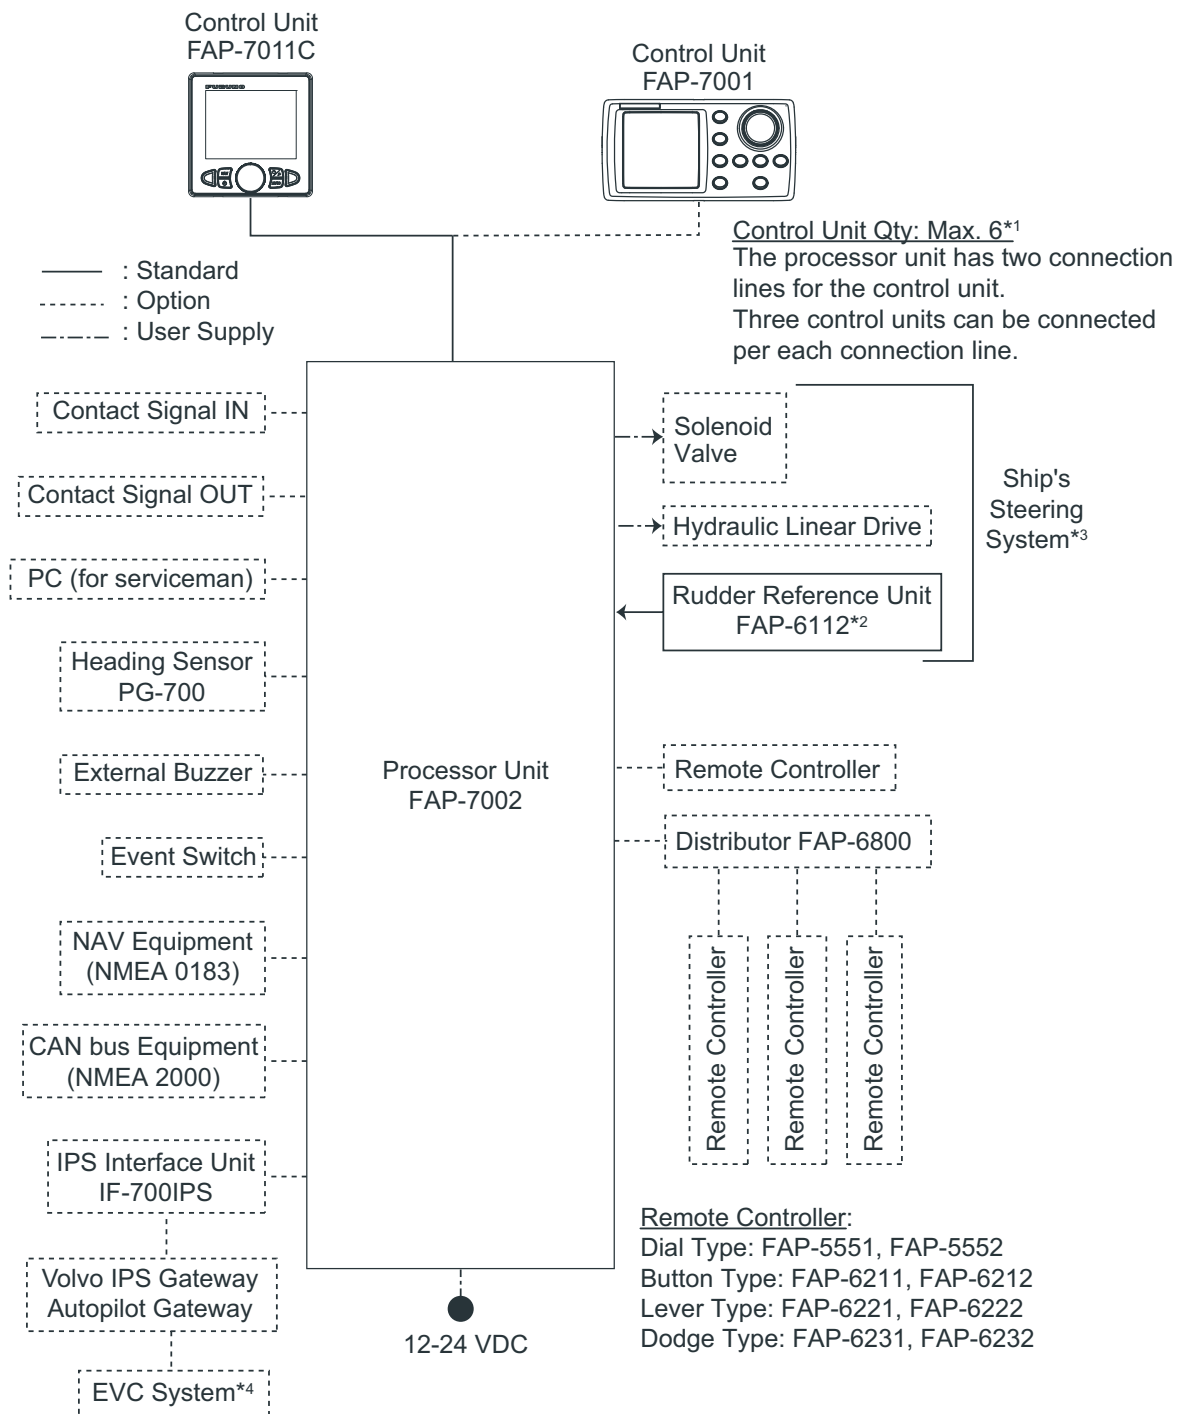 Control Unit
FAP-7011C
Control Unit
FAP-7001
FURUNO
Control Unit Qty: Max. 6*1
The processor unit has two connection
lines for the control unit.
Three control units can be connected
per each connection line.
: Standard
: Option
: User Supply
Contact Signal IN
Contact Signal OUT
PC (for serviceman)
Heading Sensor
PG-700
External Buzzer
Event Switch
NAV Equipment
(NMEA 0183)
CAN bus Equipment
(NMEA 2000)
IPS Interface Unit
IF-700IPS
Volvo IPS Gateway
Autopilot Gateway
EVC System*4
Processor Unit
FAP-7002
12-24 VDC
Solenoid
Valve
Hydraulic Linear Drive
Rudder Reference Unit
FAP-6112*2
Ship's
Steering
System*3
Remote Controller
Distributor FAP-6800
Remote Controller
Remote Controller
Remote Controller
Remote Controller:
Dial Type: FAP-5551, FAP-5552
Button Type: FAP-6211, FAP-6212
Lever Type: FAP-6221, FAP-6222
Dodge Type: FAP-6231, FAP-6232